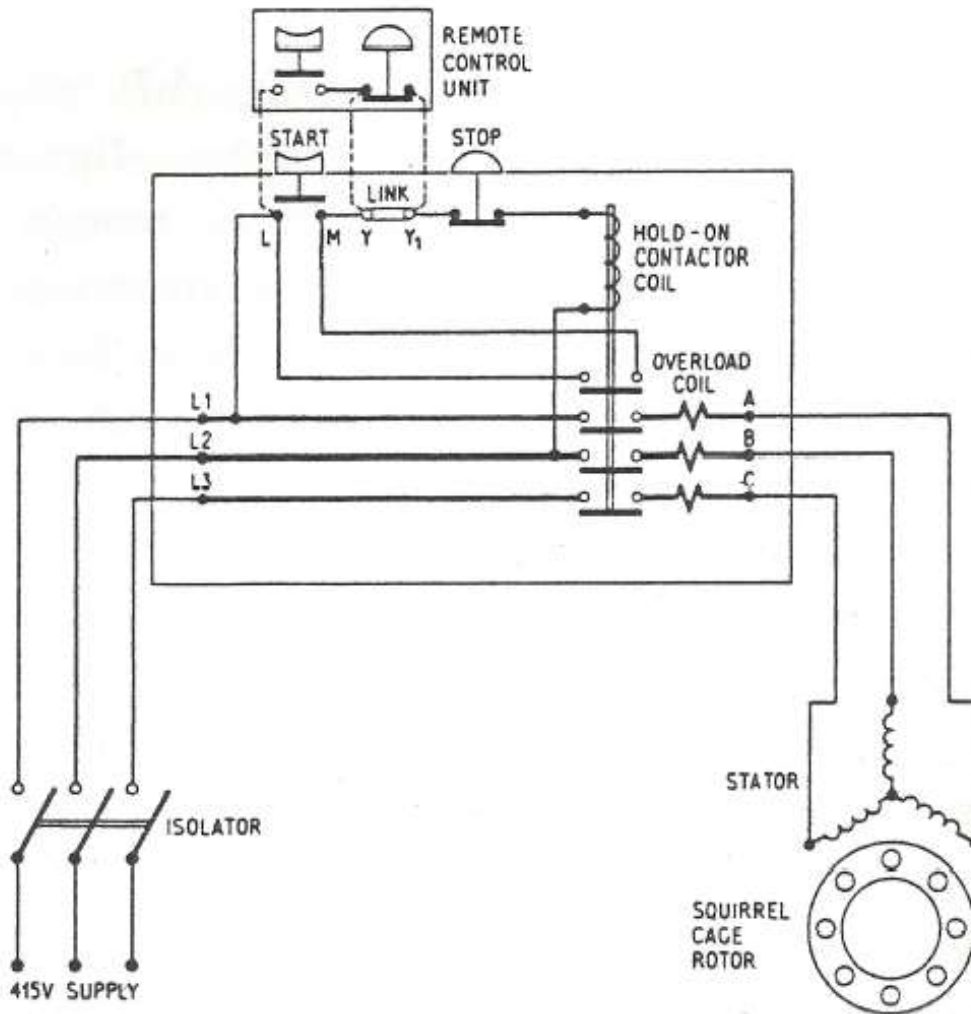 REMOTE
CONTROL
UNIT
START
STOP
LINK
L M Y Y1
HOLD-ON
CONTACTOR
COIL
OVERLOAD
COIL
L1
A
L2
B
L3
C
STATOR
ISOLATOR
SQUIRREL
CAGE
ROTOR
415V SUPPLY